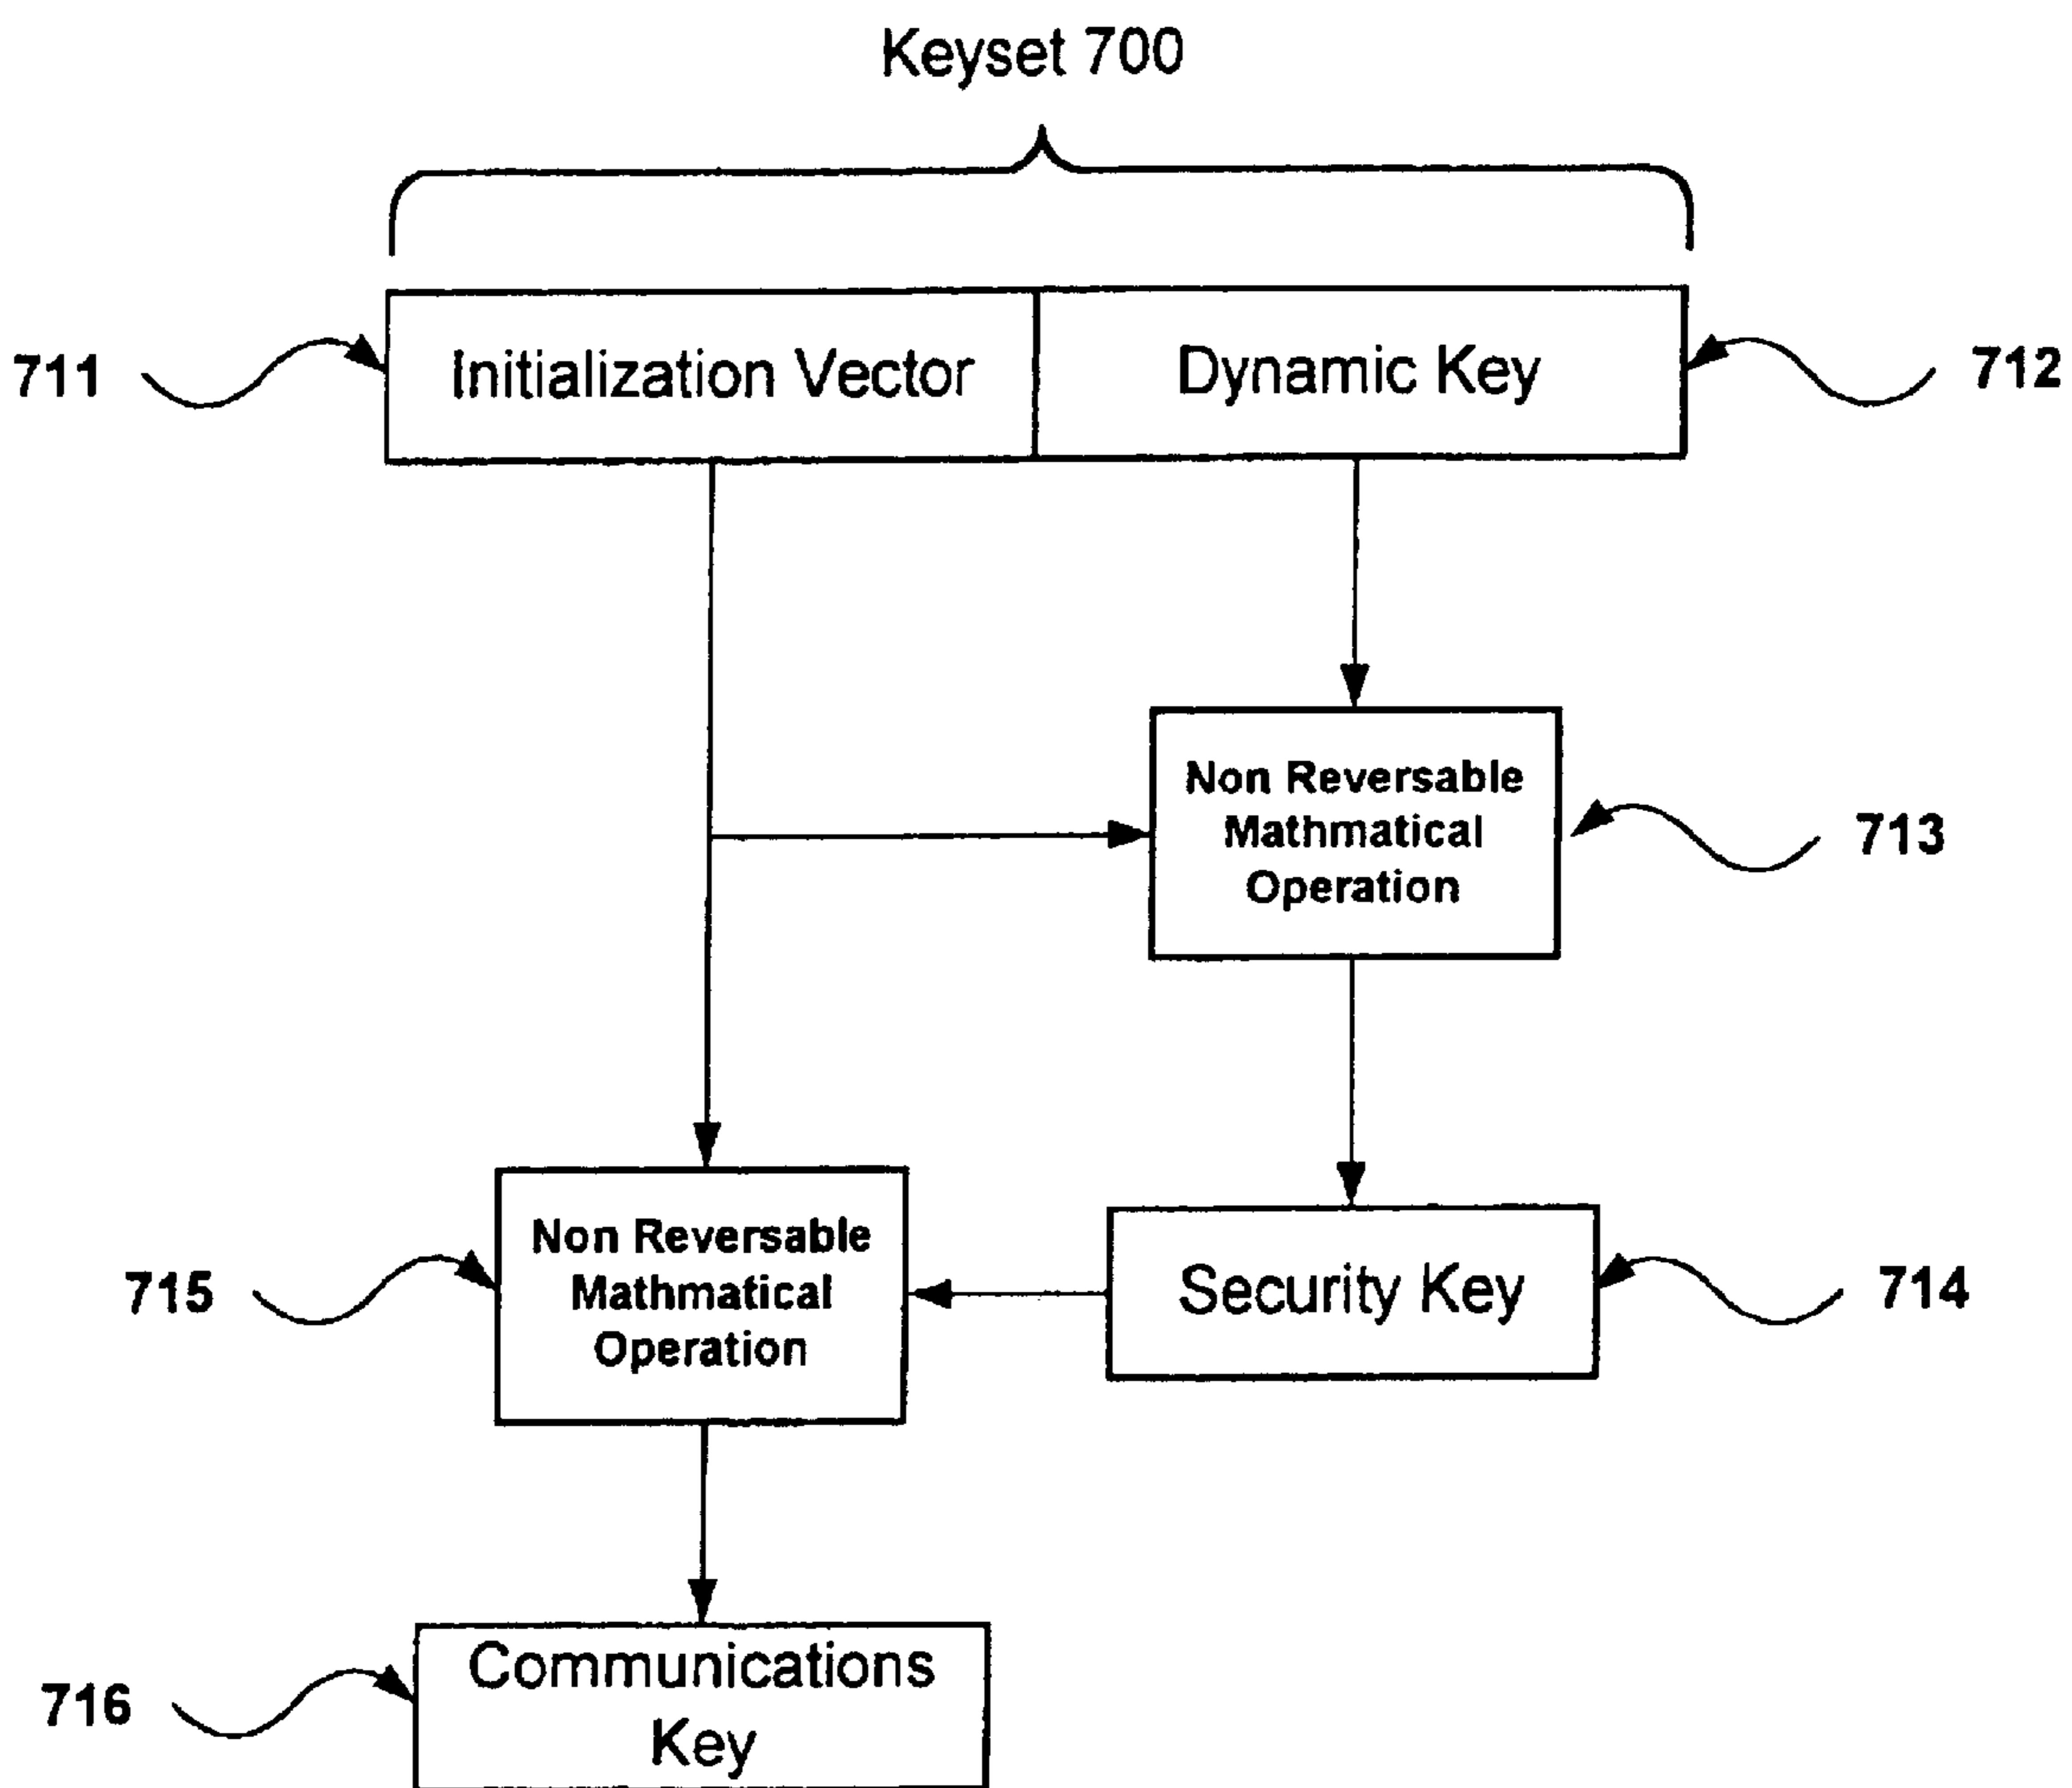 Keyset 700
711
Initialization Vector
Dynamic Key
712
Non Reversable
Mathmatical
Operation
713
Non Reversable
Mathmatical
Operation
715
Security Key
714
Communications
Key
716